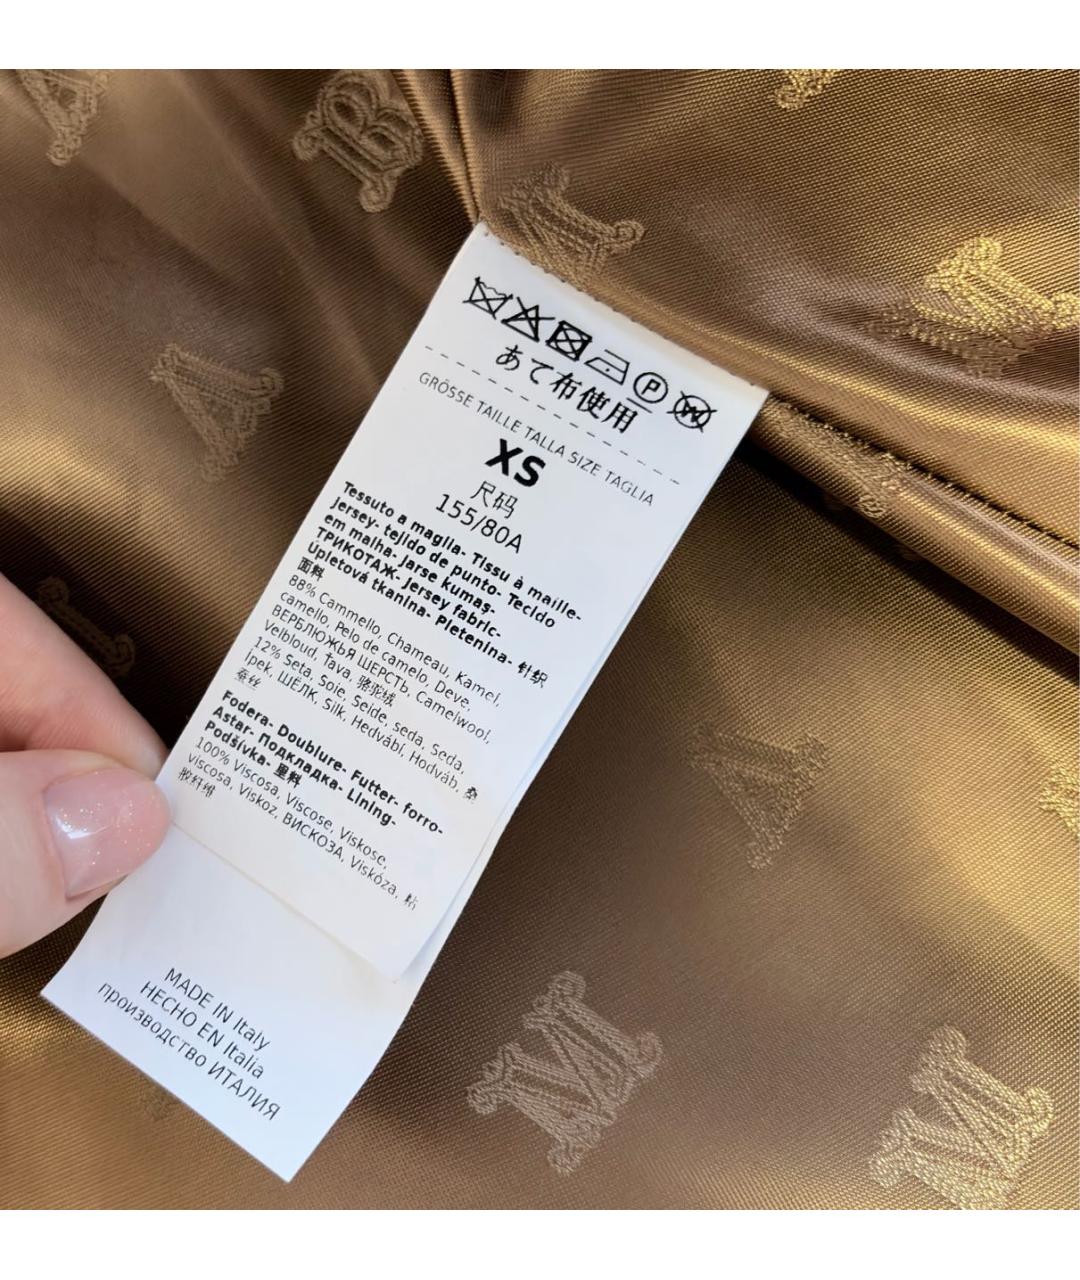 P W
あて布使用
GRÖSSE TAILLE TALLA SIZE TAGLIA
XS
尺码
155/80A
Tessuto a maglia- Tissu à maille-
Jersey- tejido de punto- Tecido
em malha- Jarse kumaş-
ТРИКОТАЖ- Jersey fabric-
Úpletová tkanina- Pletenina- 针织
面料
88% Cammello, Chameau, Kamel,
camello, Pelo de camelo, Deve,
ВЕРБЛЮЖЬЯ ШЕРСТЬ, Camelwool,
Velbloud, Ťava, 骆驼绒
12% Seta, Soie, Seide, seda, Seda,
İpek, ШЁЛК, Silk, Hedvábí, Hodváb, 桑
蚕丝
Fodera- Doublure- Futter- forro-
Astar- Подкладка- Lining-
Podšívka- 里料
100% Viscosa, Viscose, Viskose,
viscosa, Viskoz, ВИСКОЗА, Viskóza, 粘
胶纤维
MADE IN Italy
HECHO EN Italia
производство ИТАЛИЯ